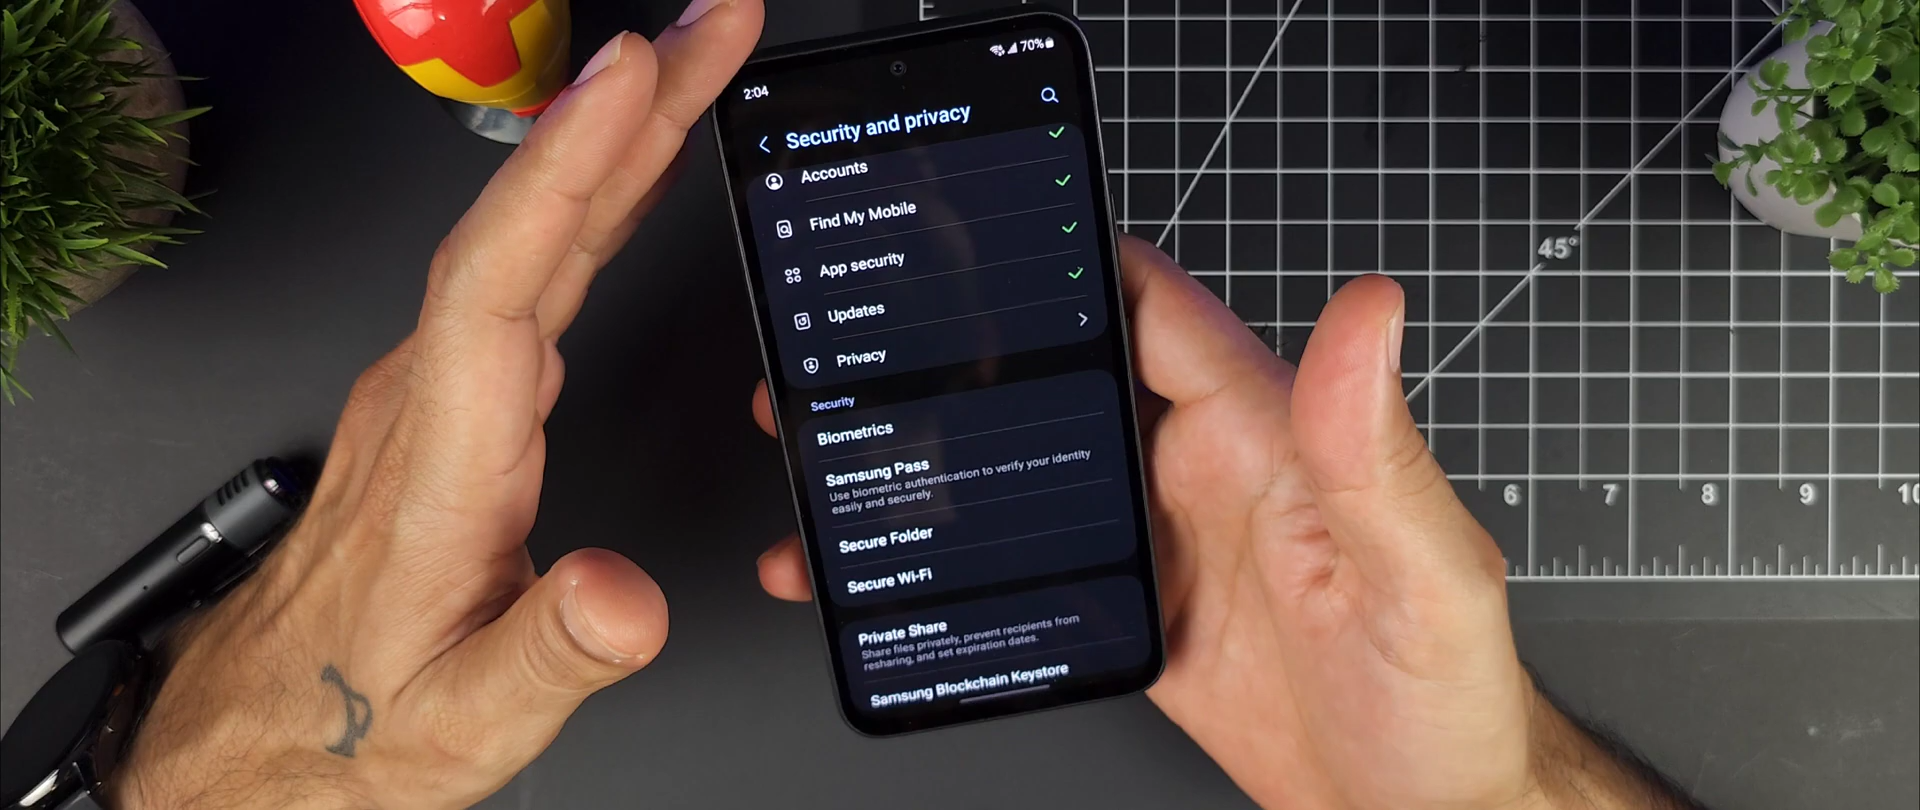 2:04
70%
Security and privacy
Accounts
Find My Mobile
App security
Updates
Privacy
Security
Biometrics
Samsung Pass
Use biometric authentication to verify your identity
easily and securely.
Secure Folder
Secure Wi-Fi
Private Share
Share files privately, prevent recipients from
resharing, and set expiration dates.
Samsung Blockchain Keystore
45°
6 7 8 9 10